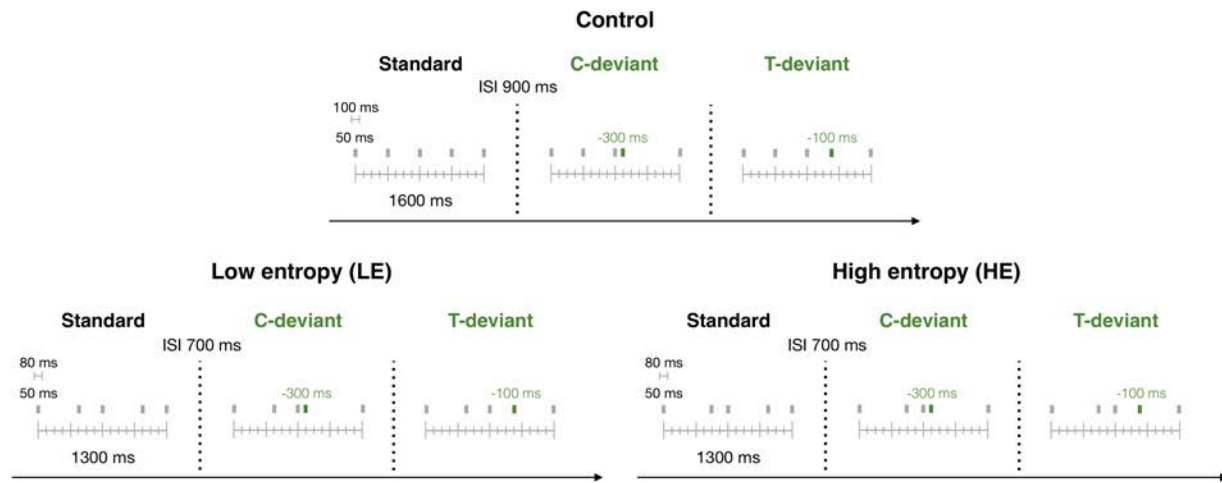 Control
Standard C-deviant T-deviant
ISI 900 ms
100 ms
50 ms -300 ms -100 ms
1600 ms
Low entropy (LE)
Standard C-deviant T-deviant
ISI 700 ms
80 ms
50 ms -300 ms -100 ms
1300 ms
High entropy (HE)
Standard C-deviant T-deviant
ISI 700 ms
80 ms
50 ms -300 ms -100 ms
1300 ms